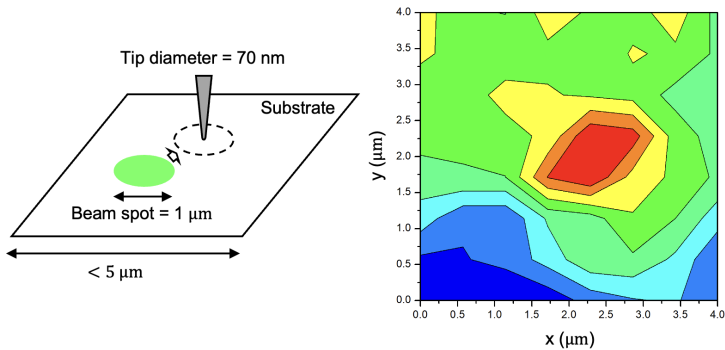 Tip diameter = 70 nm
Substrate
Beam spot = 1 μm
< 5 μm
4.0
3.5
3.0
2.5
2.0
1.5
1.0
0.5
0.0
y (μm)
0.0 0.5 1.0 1.5 2.0 2.5 3.0 3.5 4.0
x (μm)